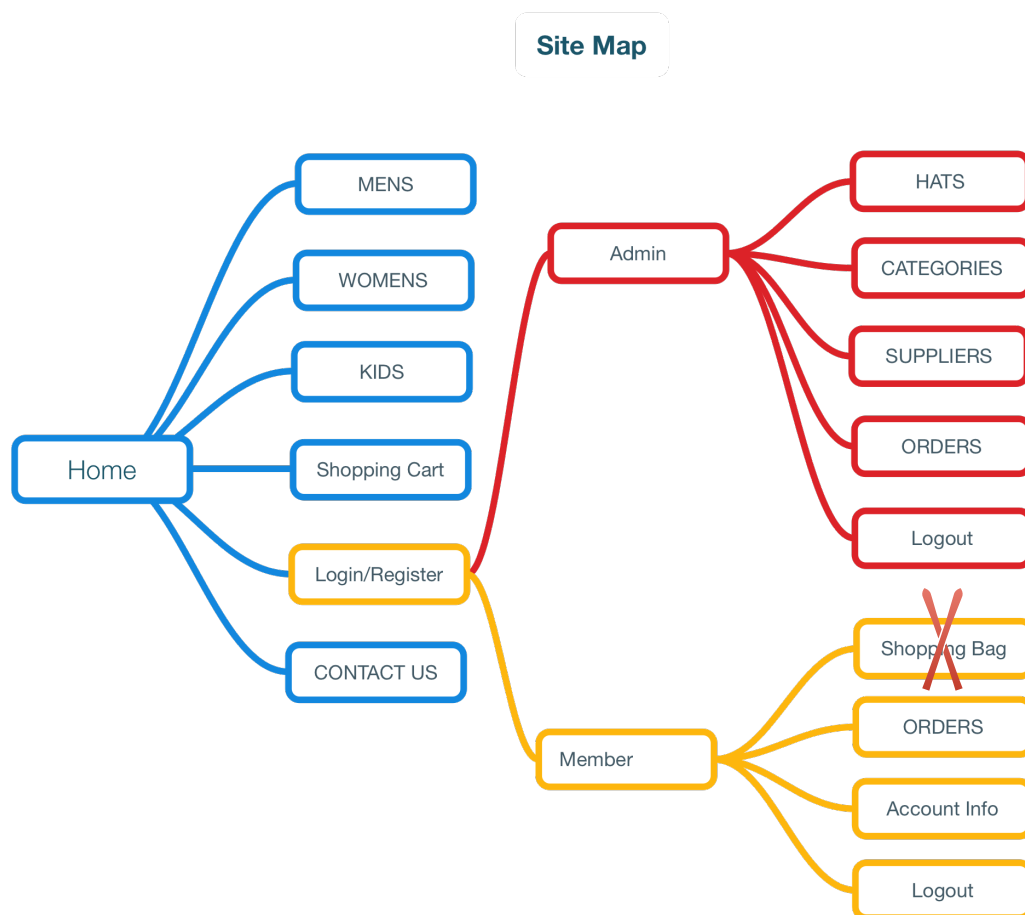 Site Map
Home
MENS
WOMENS
KIDS
Shopping Cart
Login/Register
CONTACT US
Admin
HATS
CATEGORIES
SUPPLIERS
ORDERS
Logout
Member
Shopping Bag
ORDERS
Account Info
Logout